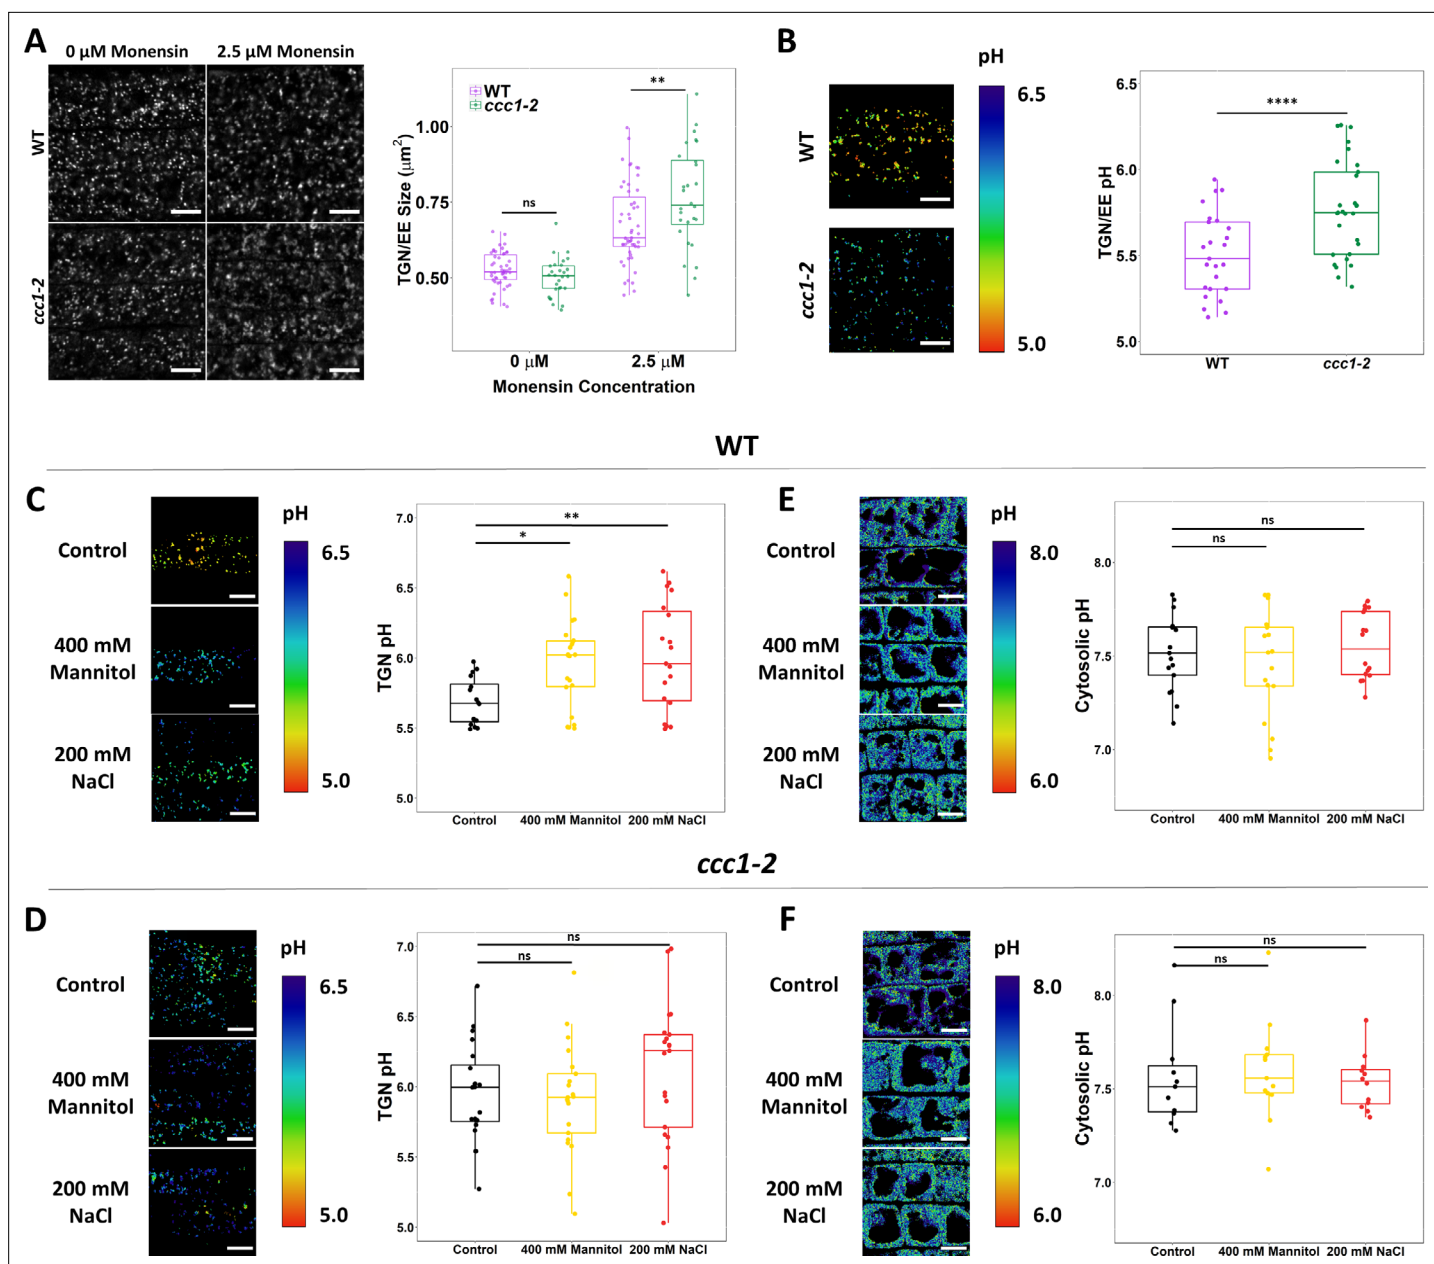 A
0 μM Monensin
2.5 μM Monensin
WT
ccc1-2
WT
ccc1-2
ns
**
TGN/EE Size (μm²)
1.00
0.75
0.50
0 μM
2.5 μM
Monensin Concentration
B
pH
WT
ccc1-2
6.5
5.0
****
TGN/EE pH
6.5
6.0
5.5
5.0
WT
ccc1-2
WT
C
Control
400 mM
Mannitol
200 mM
NaCl
pH
6.5
5.0
**
*
TGN pH
7.0
6.5
6.0
5.5
5.0
Control
400 mM Mannitol
200 mM NaCl
E
Control
400 mM
Mannitol
200 mM
NaCl
pH
8.0
6.0
ns
ns
Cytosolic pH
8.0
7.5
7.0
Control
400 mM Mannitol
200 mM NaCl
ccc1-2
D
Control
400 mM
Mannitol
200 mM
NaCl
pH
6.5
5.0
ns
ns
TGN pH
7.0
6.5
6.0
5.5
5.0
Control
400 mM Mannitol
200 mM NaCl
F
Control
400 mM
Mannitol
200 mM
NaCl
pH
8.0
6.0
ns
ns
Cytosolic pH
8.0
7.5
7.0
Control
400 mM Mannitol
200 mM NaCl